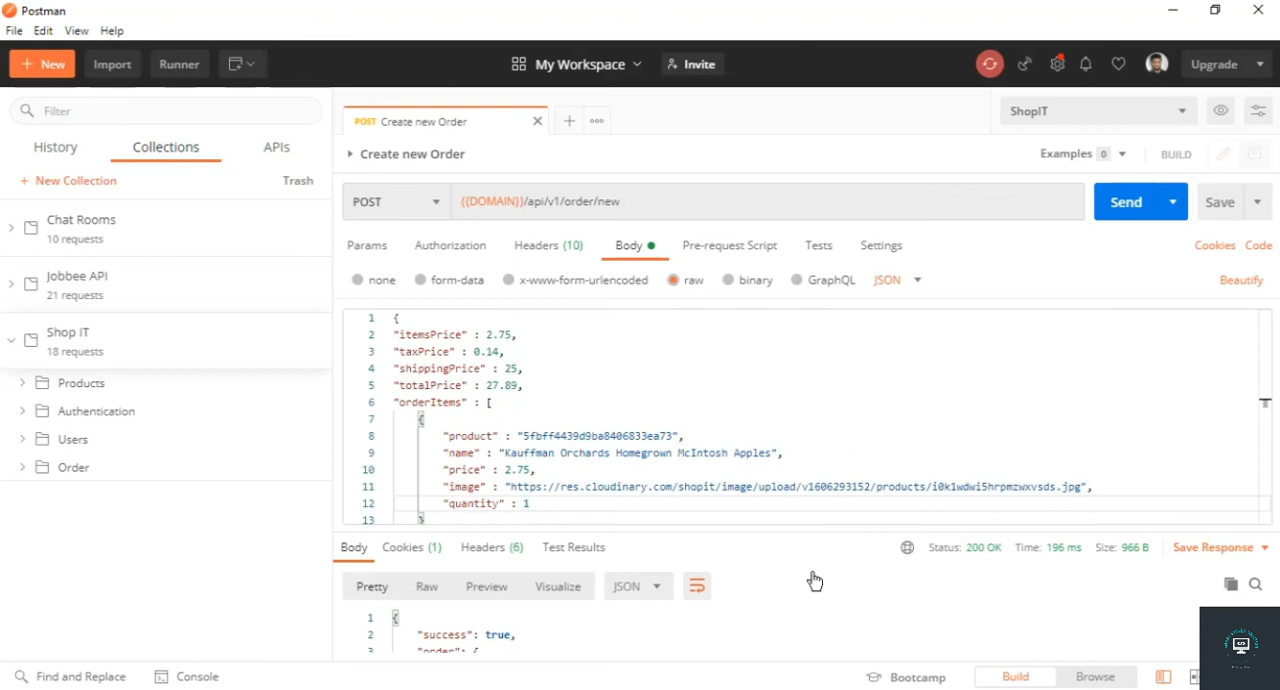 Postman
File Edit View Help
+ New Import Runner My Workspace Invite Upgrade
Filter
History Collections APIs
+ New Collection Trash
Chat Rooms
10 requests
Jobbee API
21 requests
Shop IT
18 requests
Products
Authentication
Users
Order
POST Create new Order
ShopIT
Create new Order Examples 0 BUILD
POST {{DOMAIN}}/api/v1/order/new Send Save
Params Authorization Headers (10) Body Pre-request Script Tests Settings Cookies Code
none form-data x-www-form-urlencoded raw binary GraphQL JSON Beautify
1 {
2 "itemsPrice" : 2.75,
3 "taxPrice" : 0.14,
4 "shippingPrice" : 25,
5 "totalPrice" : 27.89,
6 "orderItems" : [
7 {
8 "product" : "5fbff4439d9ba8406833ea73",
9 "name" : "Kauffman Orchards Homegrown McIntosh Apples",
10 "price" : 2.75,
11 "image" : "https://res.cloudinary.com/shopit/image/upload/v1606293152/products/i0k1wdwi5hrpmzwxvsds.jpg",
12 "quantity" : 1
13 }
Body Cookies (1) Headers (6) Test Results Status: 200 OK Time: 196 ms Size: 966 B Save Response
Pretty Raw Preview Visualize JSON
1 {
2 "success": true,
3 "order": {
Find and Replace Console Bootcamp Build Browse